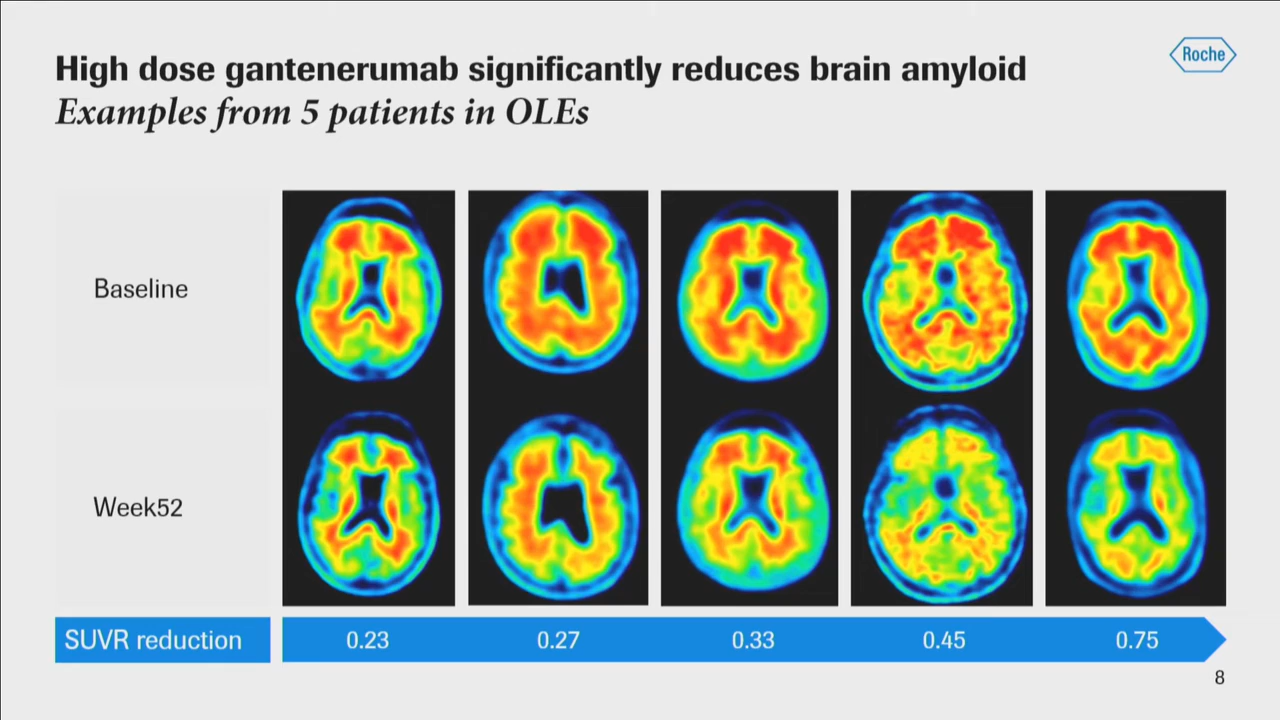 High dose gantenerumab significantly reduces brain amyloid
Roche
Examples from 5 patients in OLEs
Baseline
Week52
SUVR reduction 0.23 0.27 0.33 0.45 0.75
8